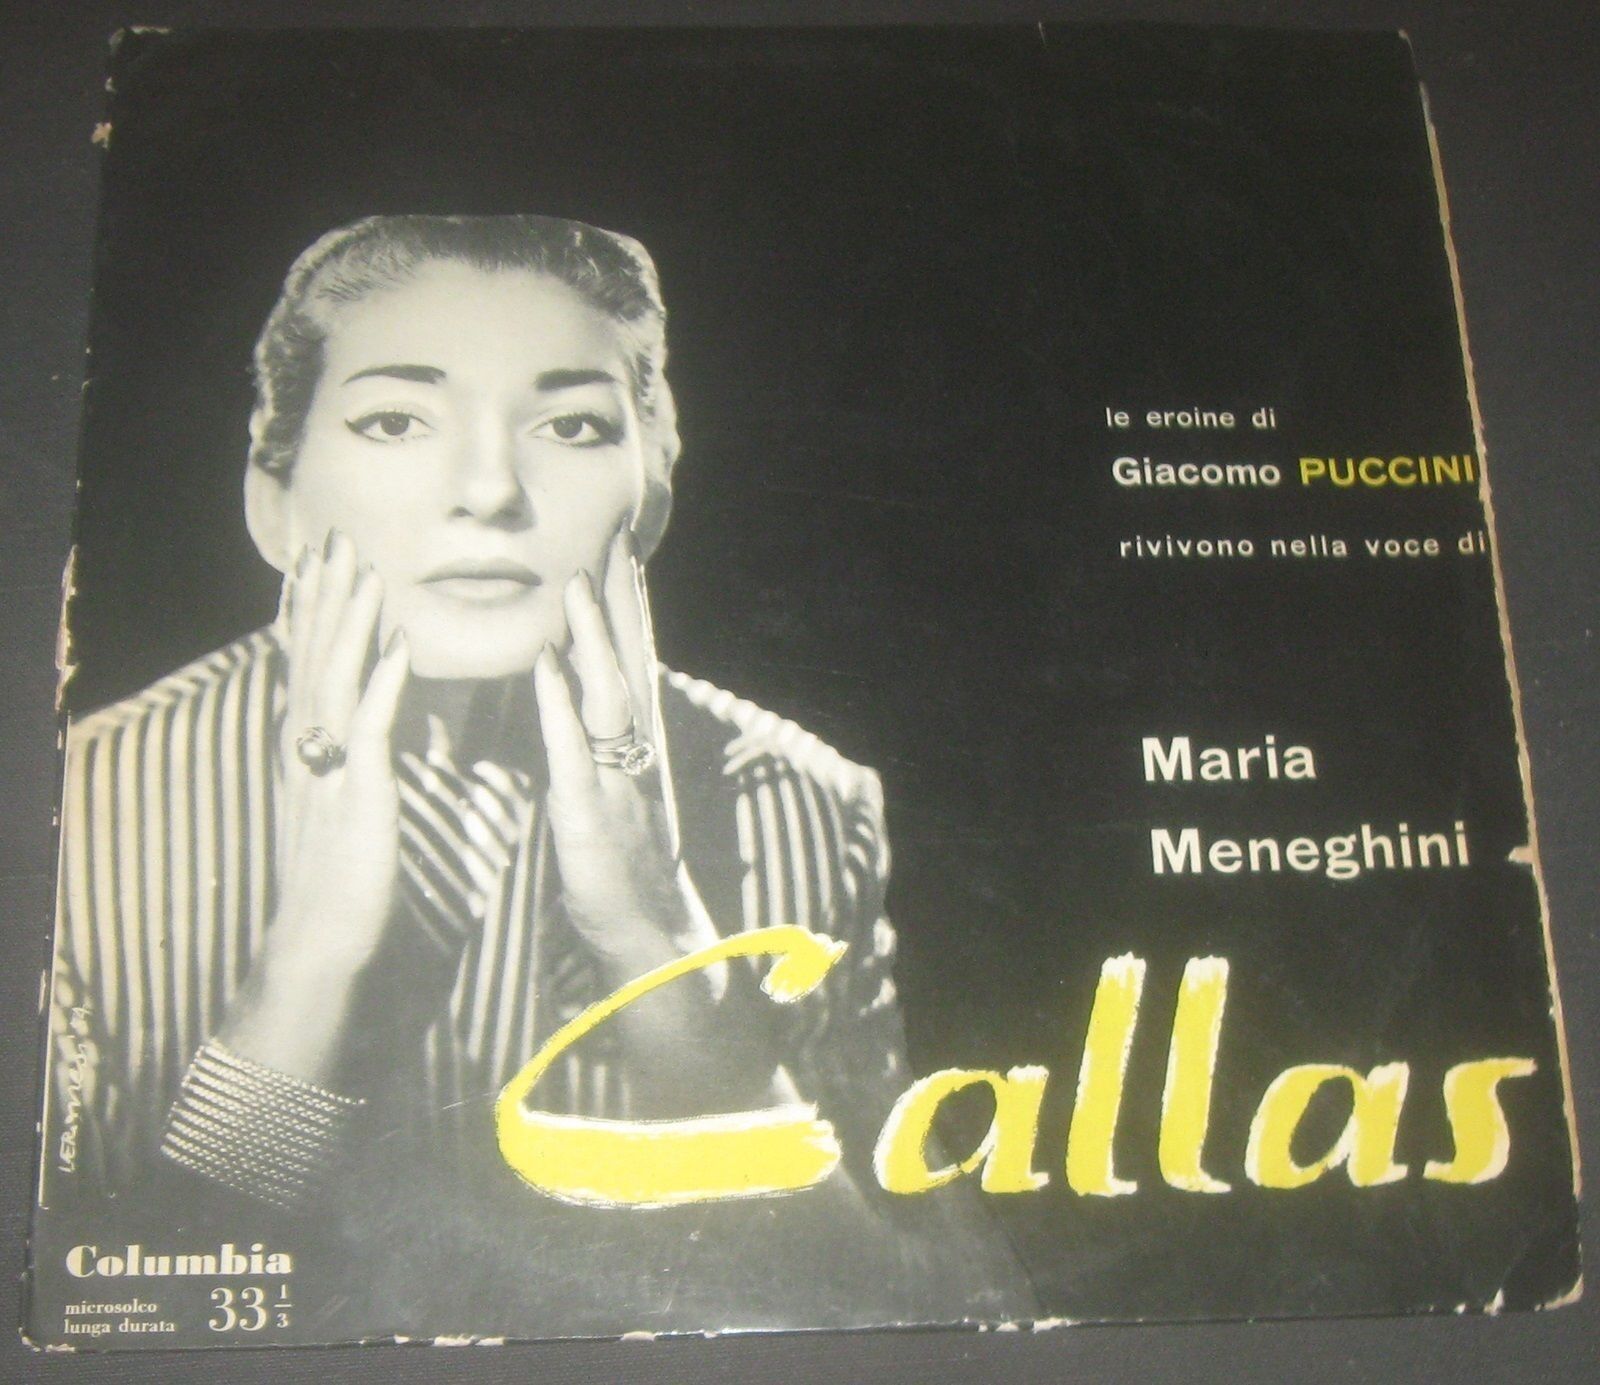 le eroine di
Giacomo PUCCINI
rivivono nella voce di
Maria
Meneghini
Callas
Columbia
microsolco
lunga durata
33 1/3